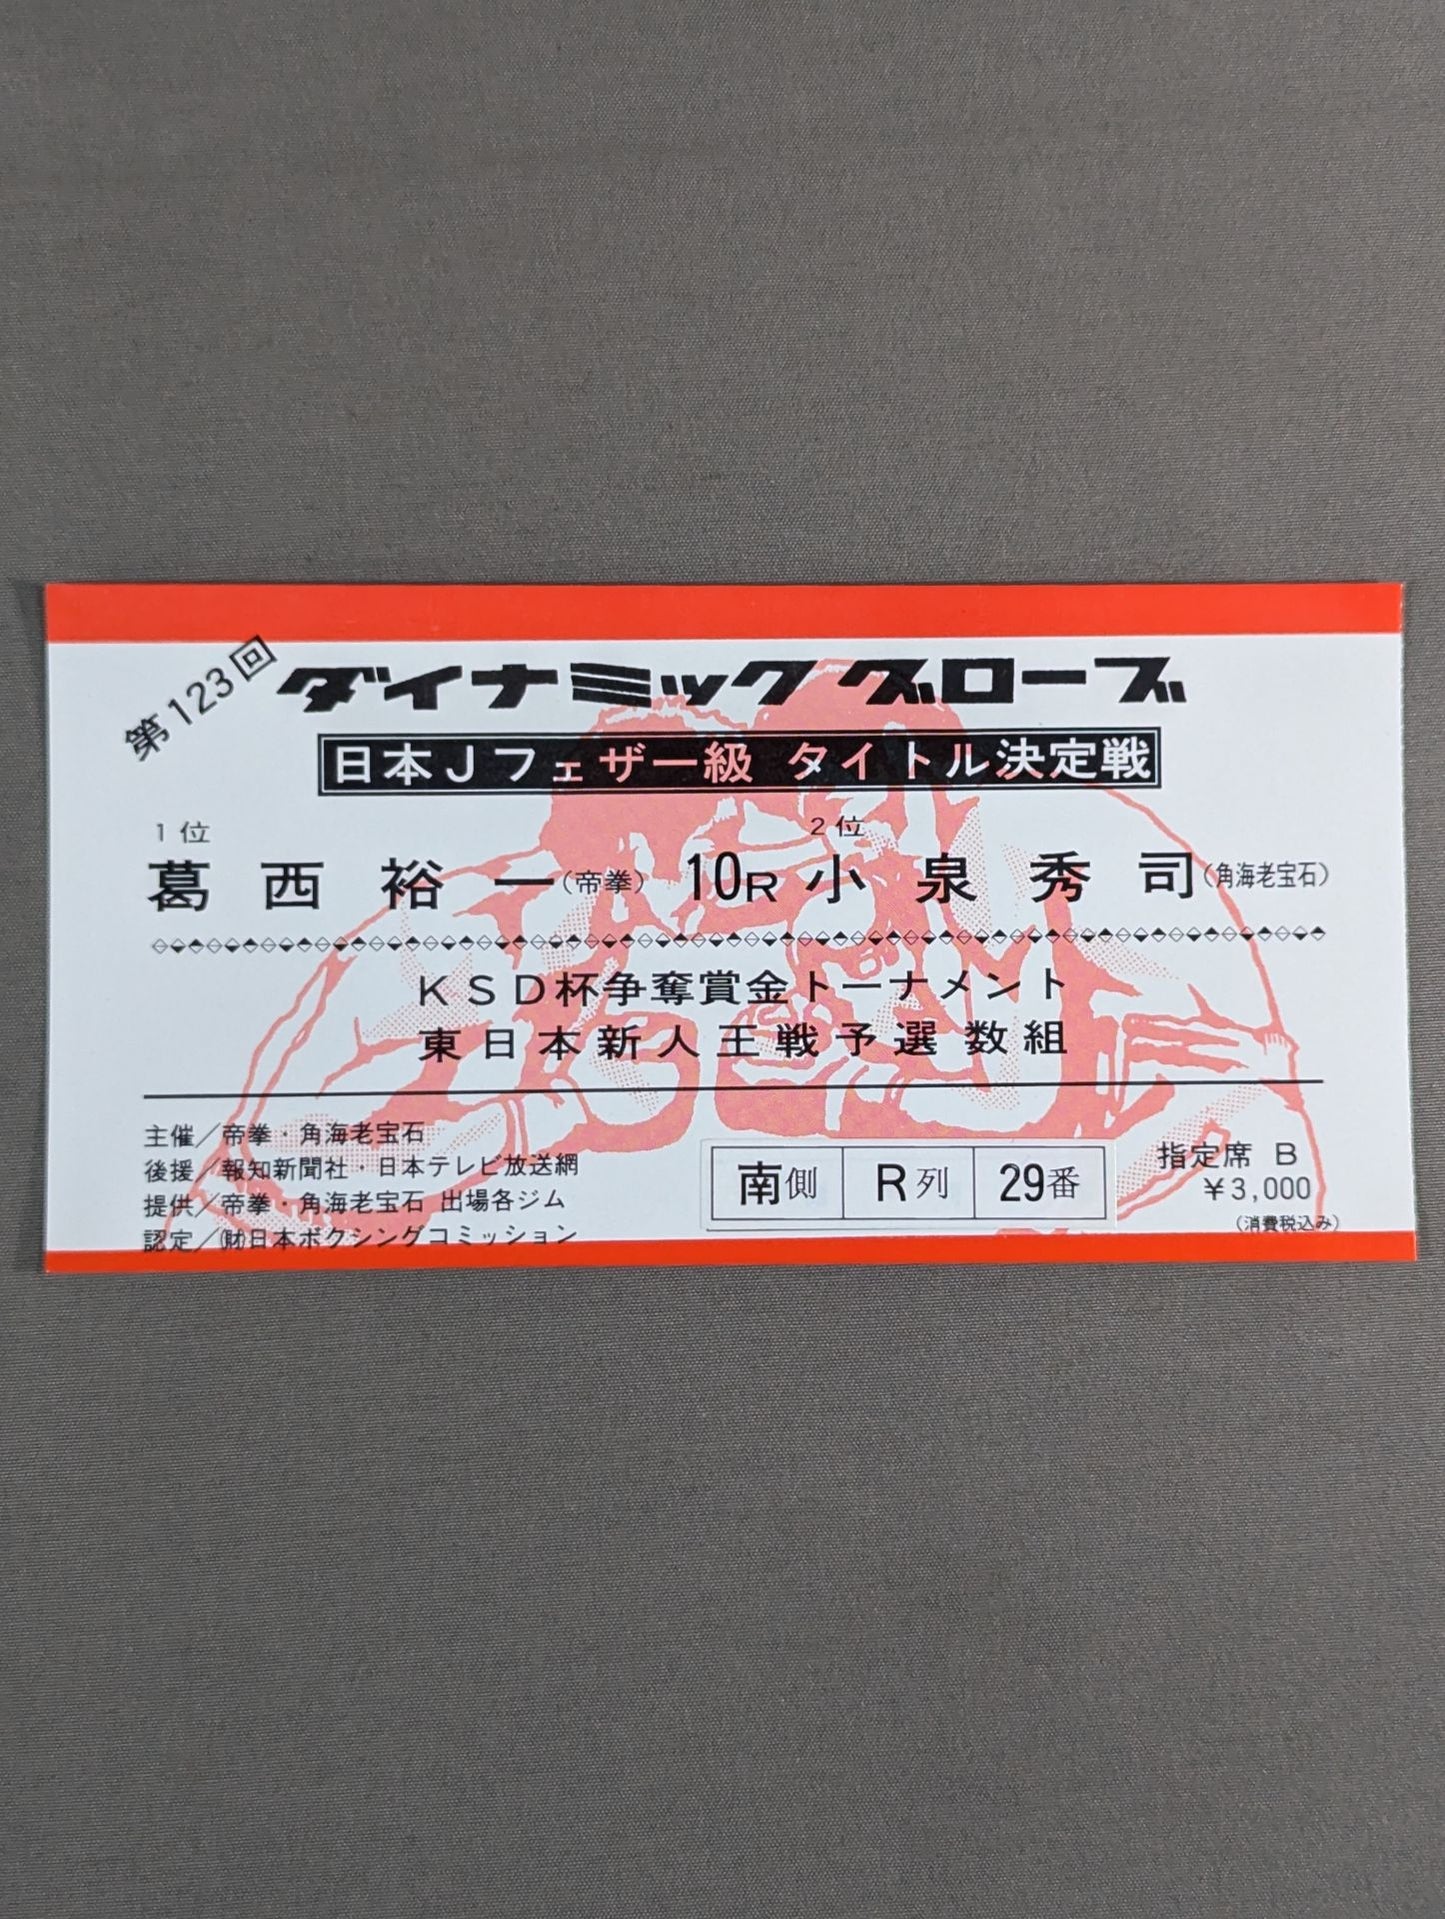 第123回 ダイナミックグローブ
日本Jフェザー級 タイトル決定戦
1位 2位
葛西裕一(帝拳) 10R 小泉秀司(角海老宝石)
KSD杯争奪賞金トーナメント
東日本新人王戦予選数組
主催／帝拳・角海老宝石
後援／報知新聞社・日本テレビ放送網
提供／帝拳・角海老宝石 出場各ジム
認定／㈶日本ボクシングコミッション
南側 R列 29番
指定席 B
￥3,000
(消費税込み)